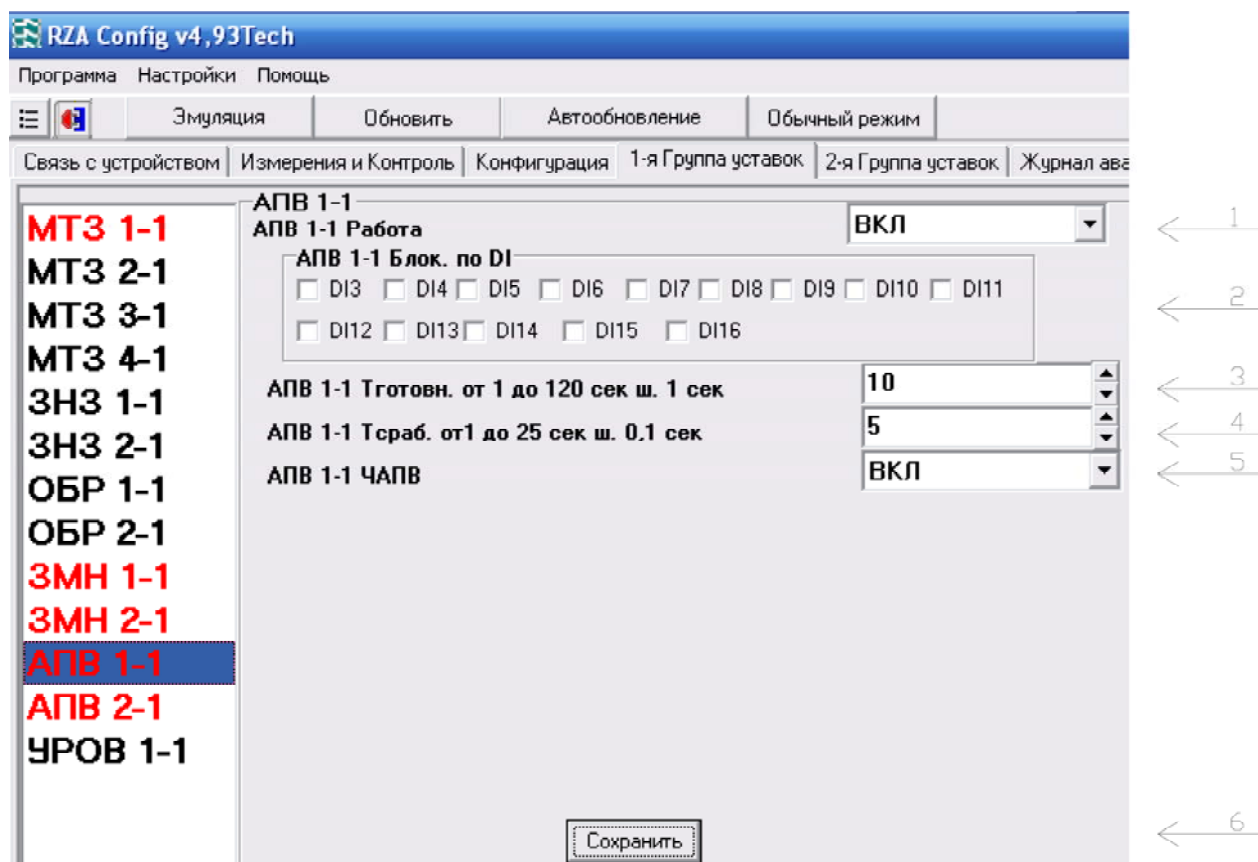 RZA Config v4,93Tech
Программа Настройки Помощь
Эмуляция Обновить Автообновление Обычный режим
Связь с устройством Измерения и Контроль Конфигурация 1-я Группа уставок 2-я Группа уставок Журнал ава
АПВ 1-1
МТЗ 1-1 АПВ 1-1 Работа ВКЛ 1
АПВ 1-1 Блок. по DI
МТЗ 2-1 DI3 DI4 DI5 DI6 DI7 DI8 DI9 DI10 DI11
2
МТЗ 3-1 DI12 DI13 DI14 DI15 DI16
МТЗ 4-1
АПВ 1-1 Тготовн. от 1 до 120 сек ш. 1 сек 10 3
ЗНЗ 1-1
АПВ 1-1 Тсраб. от1 до 25 сек ш. 0,1 сек 5 4
ЗНЗ 2-1
АПВ 1-1 ЧАПВ ВКЛ 5
ОБР 1-1
ОБР 2-1
ЗМН 1-1
ЗМН 2-1
АПВ 1-1
АПВ 2-1
УРОВ 1-1
Сохранить 6